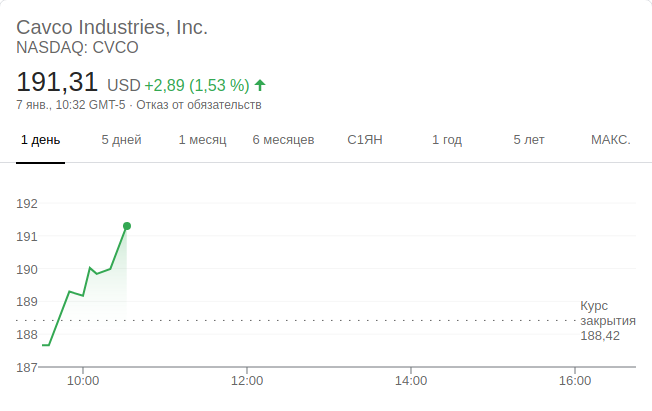 Cavco Industries, Inc.
NASDAQ: CVCO
191,31 USD +2,89 (1,53 %)
7 янв., 10:32 GMT-5 · Отказ от обязательств
1 день 5 дней 1 месяц 6 месяцев С1ЯН 1 год 5 лет МАКС.
192
191
190
189
188
187
Курс
закрытия
188,42
10:00 12:00 14:00 16:00